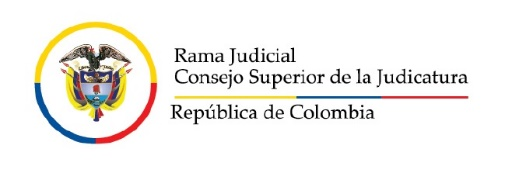 Rama Judicial
Consejo Superior de la Judicatura
República de Colombia